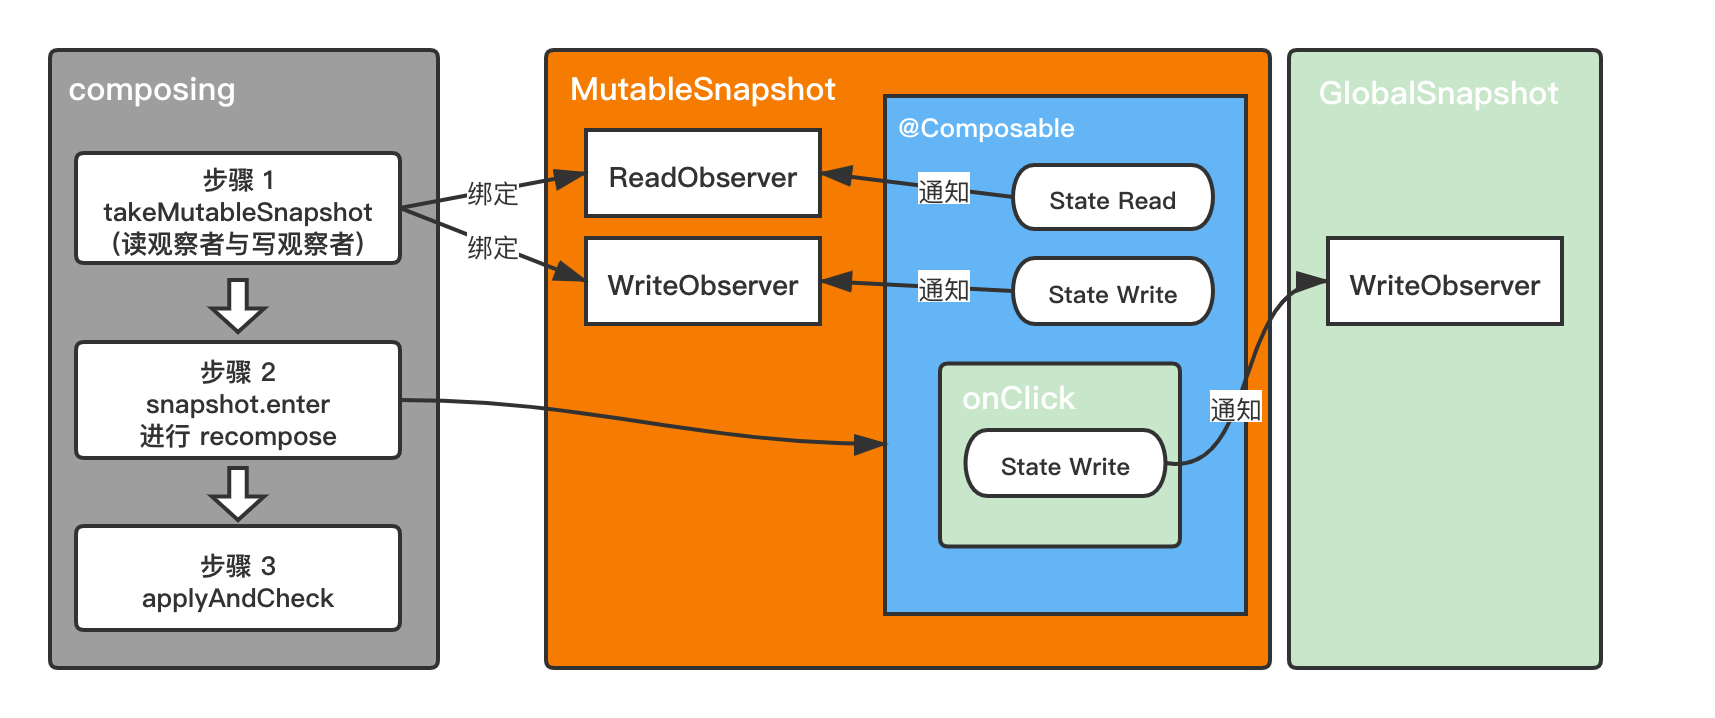 composing
步骤 1
takeMutableSnapshot
（读观察者与写观察者）
步骤 2
snapshot.enter
进行 recompose
步骤 3
applyAndCheck
绑定
绑定
MutableSnapshot
ReadObserver
WriteObserver
@Composable
通知
State Read
通知
State Write
onClick
State Write
通知
GlobalSnapshot
WriteObserver